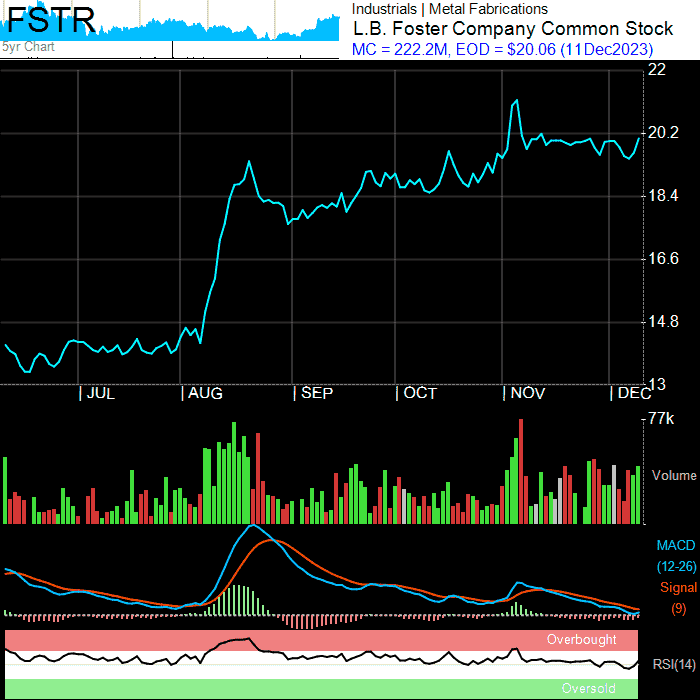 FSTR
5yr Chart
Industrials | Metal Fabrications
L.B. Foster Company Common Stock
MC = 222.2M, EOD = $20.06 (11Dec2023)
22
20.2
18.4
16.6
14.8
13
JUL
AUG
SEP
OCT
NOV
DEC
77k
Volume
MACD
(12-26)
Signal
(9)
Overbought
RSI(14)
Oversold